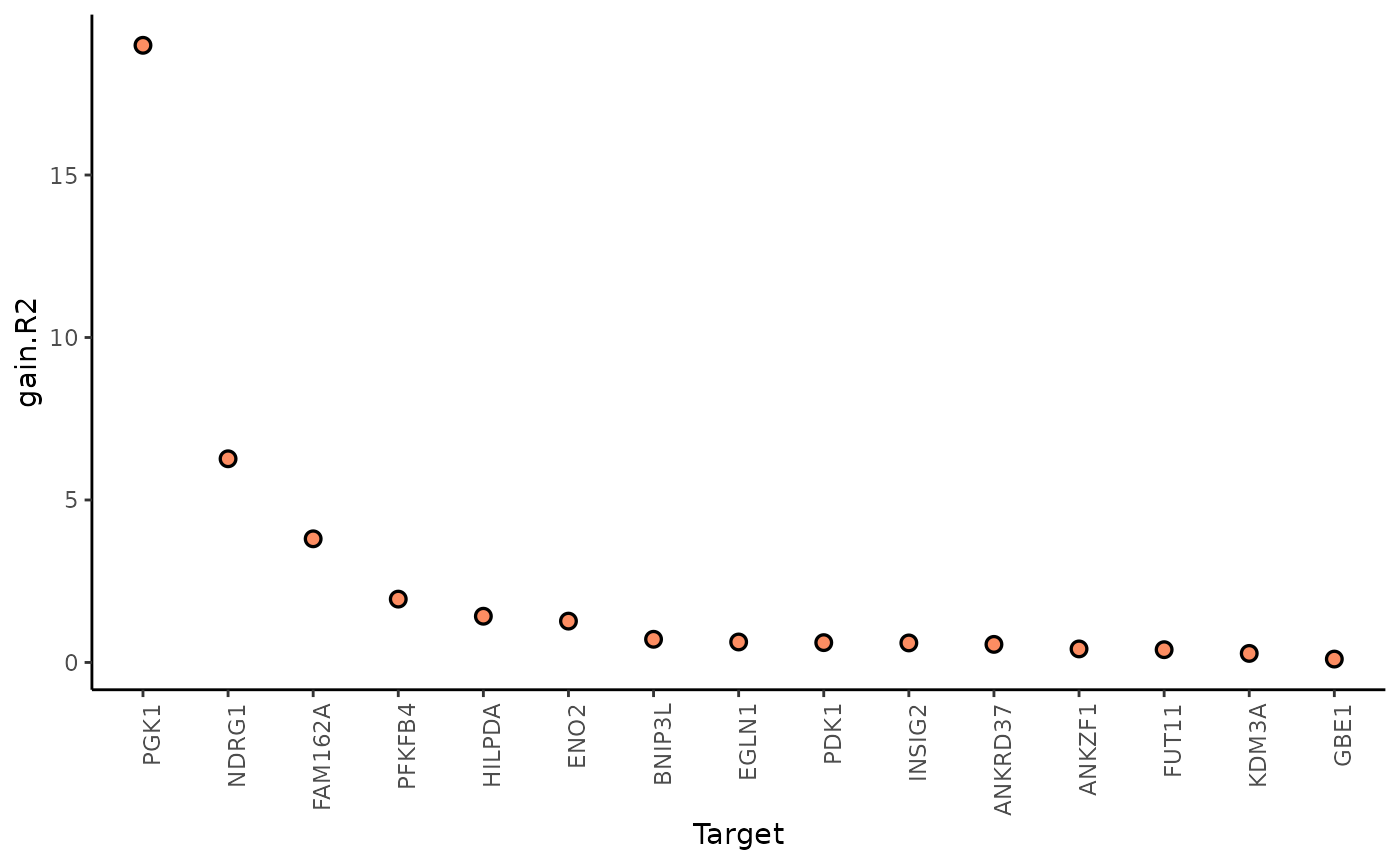 15
10
5
0
gain.R2
PGK1
NDRG1
FAM162A
PFKFB4
HILPDA
ENO2
BNIP3L
EGLN1
PDK1
INSIG2
ANKRD37
ANKZF1
FUT11
KDM3A
GBE1
Target